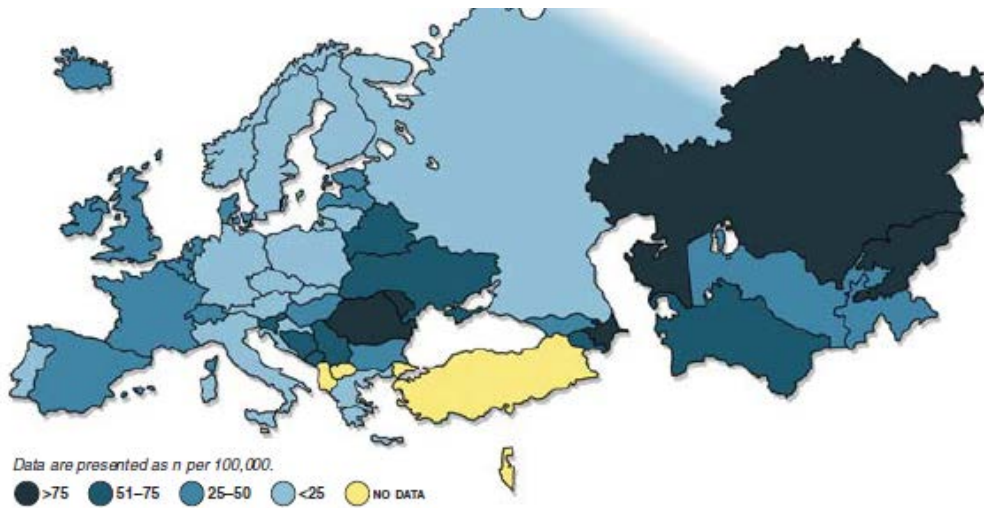 Data are presented as n per 100,000.
>75 51–75 25–50 <25 NO DATA